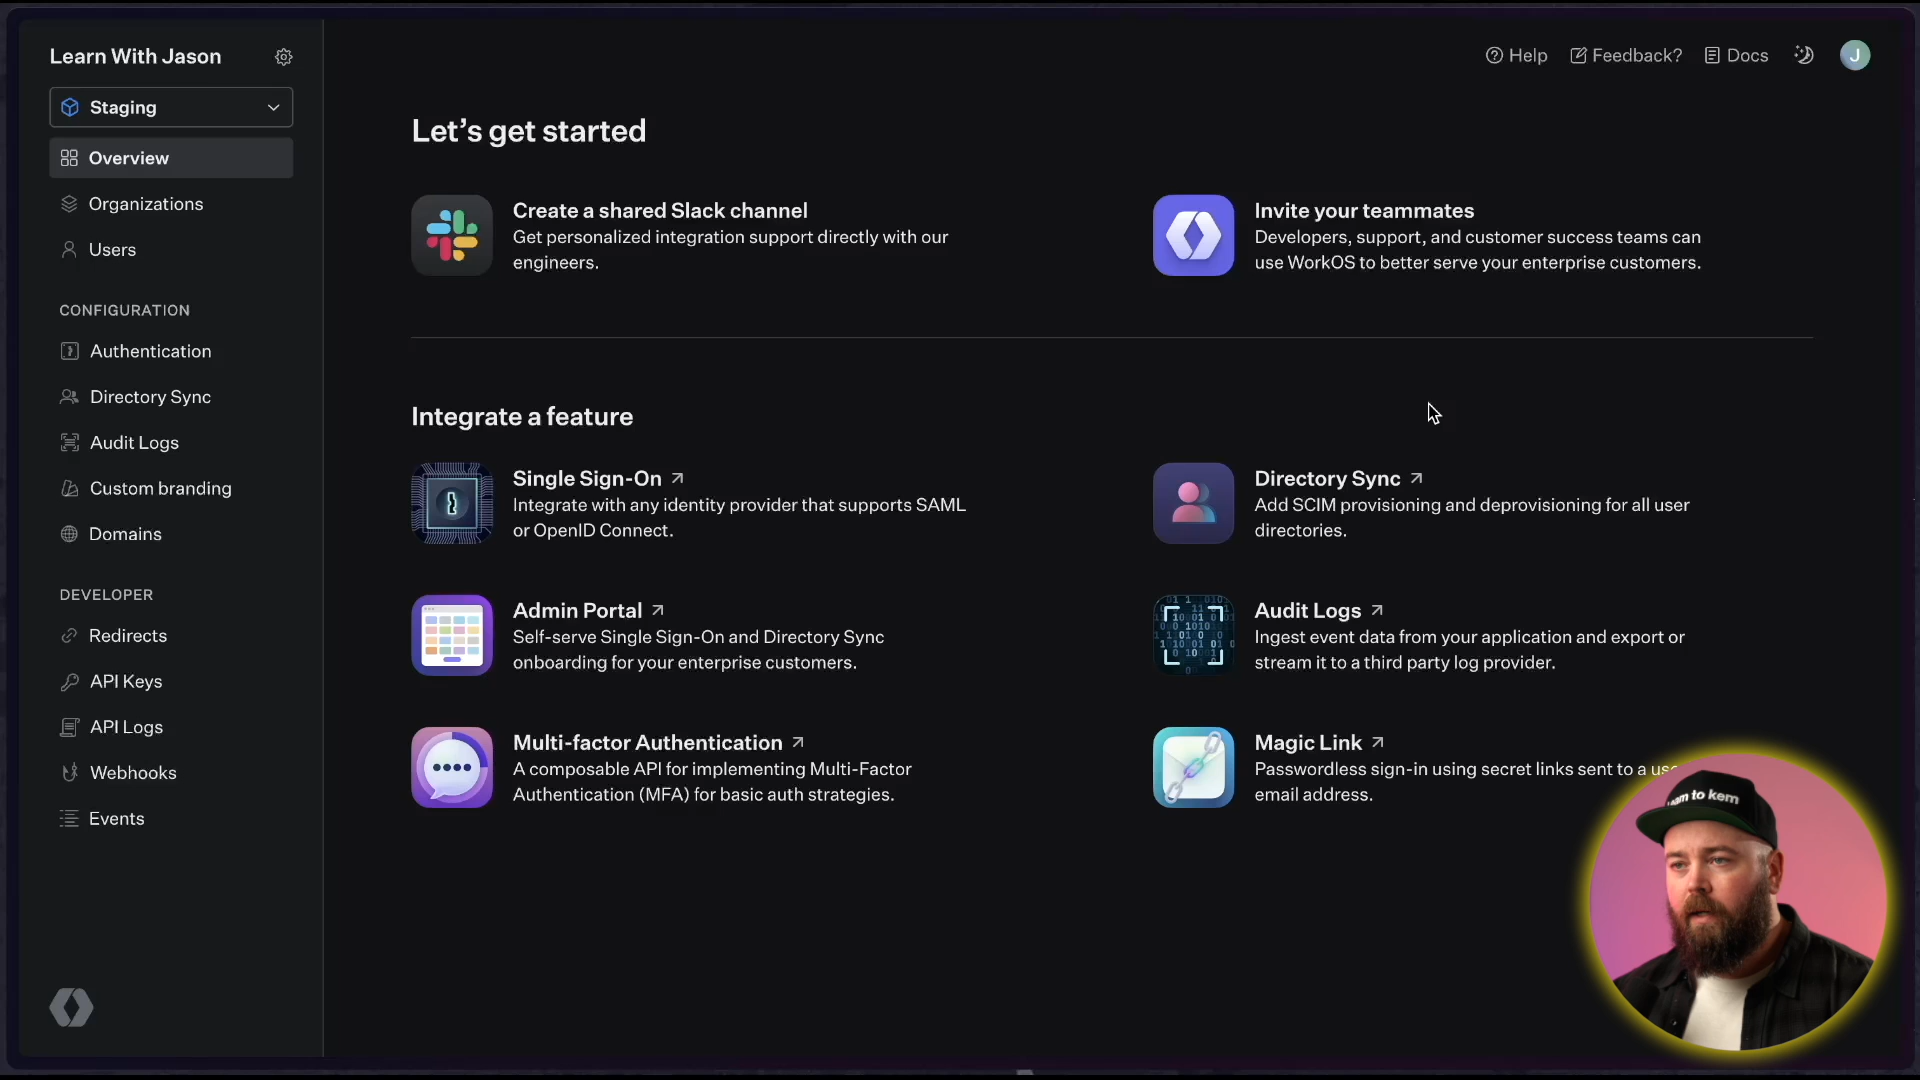 Learn With Jason
Staging
Overview
Organizations
Users
CONFIGURATION
Authentication
Directory Sync
Audit Logs
Custom branding
Domains
DEVELOPER
Redirects
API Keys
API Logs
Webhooks
Events
Help
Feedback?
Docs
J
Let's get started
Create a shared Slack channel
Get personalized integration support directly with our
engineers.
Invite your teammates
Developers, support, and customer success teams can
use WorkOS to better serve your enterprise customers.
Integrate a feature
Single Sign-On
Integrate with any identity provider that supports SAML
or OpenID Connect.
Directory Sync
Add SCIM provisioning and deprovisioning for all user
directories.
Admin Portal
Self-serve Single Sign-On and Directory Sync
onboarding for your enterprise customers.
Audit Logs
Ingest event data from your application and export or
stream it to a third party log provider.
Multi-factor Authentication
A composable API for implementing Multi-Factor
Authentication (MFA) for basic auth strategies.
Magic Link
Passwordless sign-in using secret links sent to a
email address.
to kem